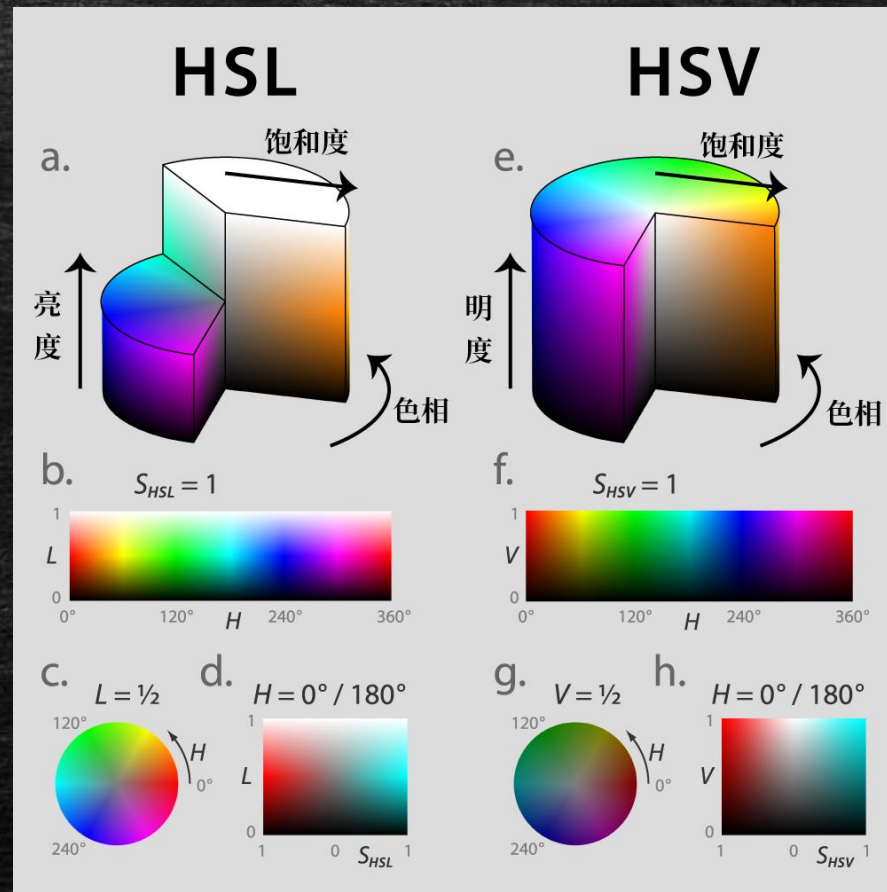 HSL
a.
饱和度
亮度
色相
b.
S_HSL = 1
1
L
0
0°
120°
H
240°
360°
c.
L = ½
120°
H
0°
240°
d.
H = 0° / 180°
1
L
0
1
0
S_HSL
1
HSV
e.
饱和度
明度
色相
f.
S_HSV = 1
1
V
0
0°
120°
H
240°
360°
g.
V = ½
120°
H
0°
240°
h.
H = 0° / 180°
1
V
0
1
0
S_HSV
1